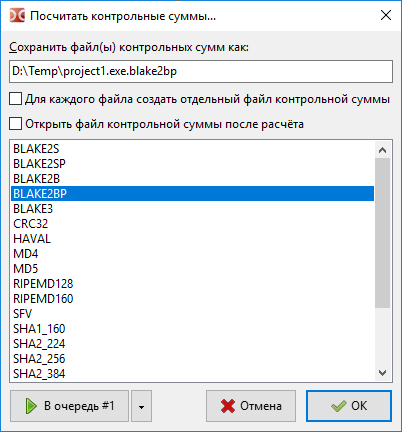 Посчитать контрольные суммы...
Сохранить файл(ы) контрольных сумм как:
D:\Temp\project1.exe.blake2bp
Для каждого файла создать отдельный файл контрольной суммы
Открыть файл контрольной суммы после расчёта
BLAKE2S
BLAKE2SP
BLAKE2B
BLAKE2BP
BLAKE3
CRC32
HAVAL
MD4
MD5
RIPEMD128
RIPEMD160
SFV
SHA1_160
SHA2_224
SHA2_256
SHA2_384
В очередь #1
Отмена
ОК